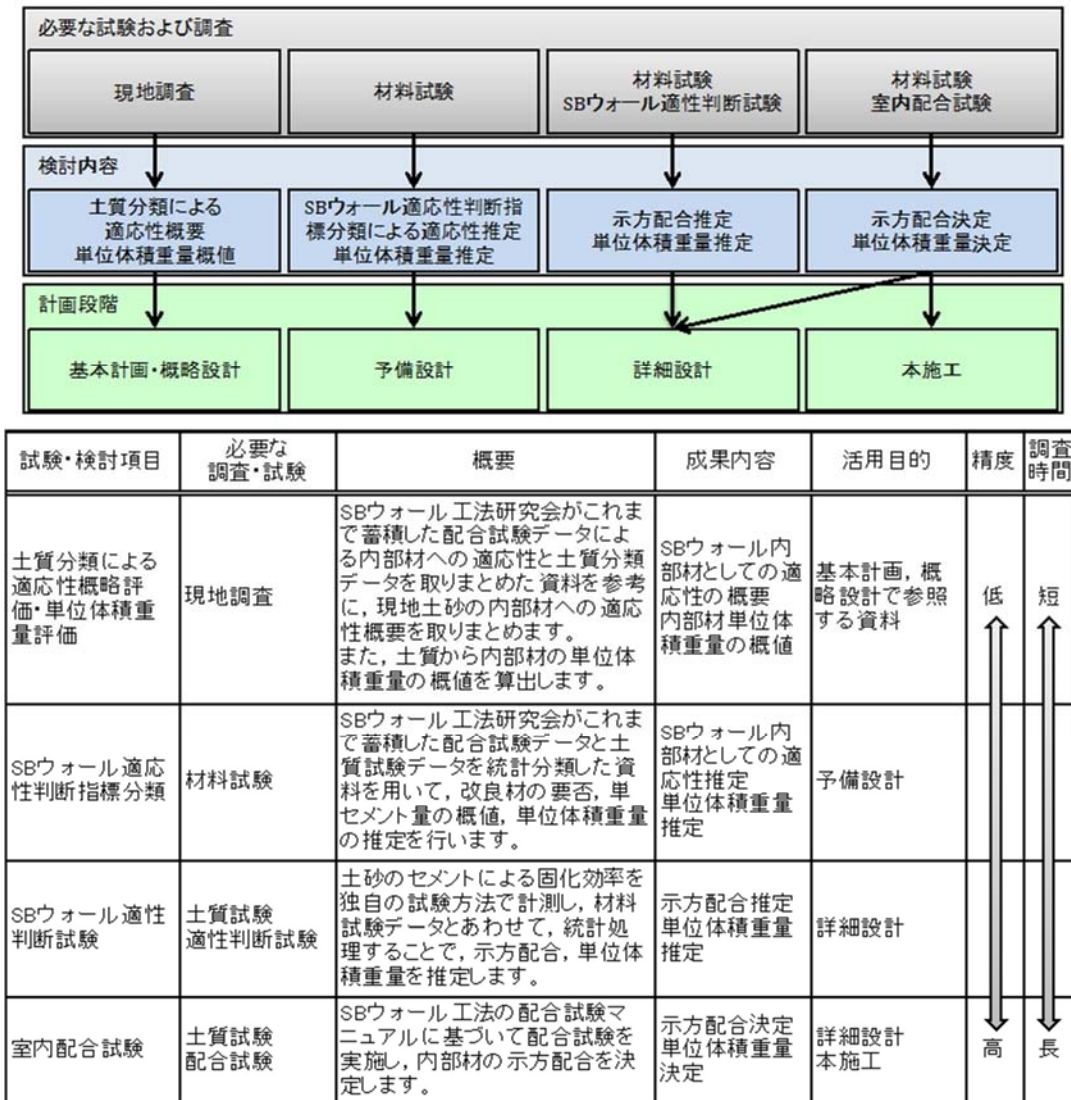 必要な試験および調査
現地調査
材料試験
材料試験
SBウォール適性判断試験
材料試験
室内配合試験
検討内容
土質分類による
適応性概要
単位体積重量概値
SBウォール適応性判断指
標分類による適応性推定
単位体積重量推定
示方配合推定
単位体積重量推定
示方配合決定
単位体積重量決定
計画段階
基本計画・概略設計
予備設計
詳細設計
本施工
試験・検討項目
必要な
調査・試験
概要
成果内容
活用目的
精度
調査
時間
土質分類による
適応性概略評
価・単位体積重
量評価
現地調査
SBウォール工法研究会がこれま
で蓄積した配合試験データによ
る内部材への適応性と土質分類
データを取りまとめた資料を参考
に，現地土砂の内部材への適応
性概要を取りまとめます。
また，土質から内部材の単位体
積重量の概値を算出します。
SBウォール内
部材としての適
応性の概要
内部材単位体
積重量の概値
基本計画，概
略設計で参照
する資料
低
短
SBウォール適応
性判断指標分類
材料試験
SBウォール工法研究会がこれま
で蓄積した配合試験データと土
質試験データを統計分類した資
料を用いて，改良材の要否，単
セメント量の概値，単位体積重量
の推定を行います。
SBウォール内
部材としての適
応性推定
単位体積重量
推定
予備設計
SBウォール適性
判断試験
土質試験
適性判断試験
土砂のセメントによる固化効率を
独自の試験方法で計測し，材料
試験データとあわせて，統計処
理することで，示方配合，単位体
積重量を推定します。
示方配合推定
単位体積重量
推定
詳細設計
室内配合試験
土質試験
配合試験
SBウォール工法の配合試験マ
ニュアルに基づいて配合試験を
実施し，内部材の示方配合を決
定します。
示方配合決定
単位体積重量
決定
詳細設計
本施工
高
長